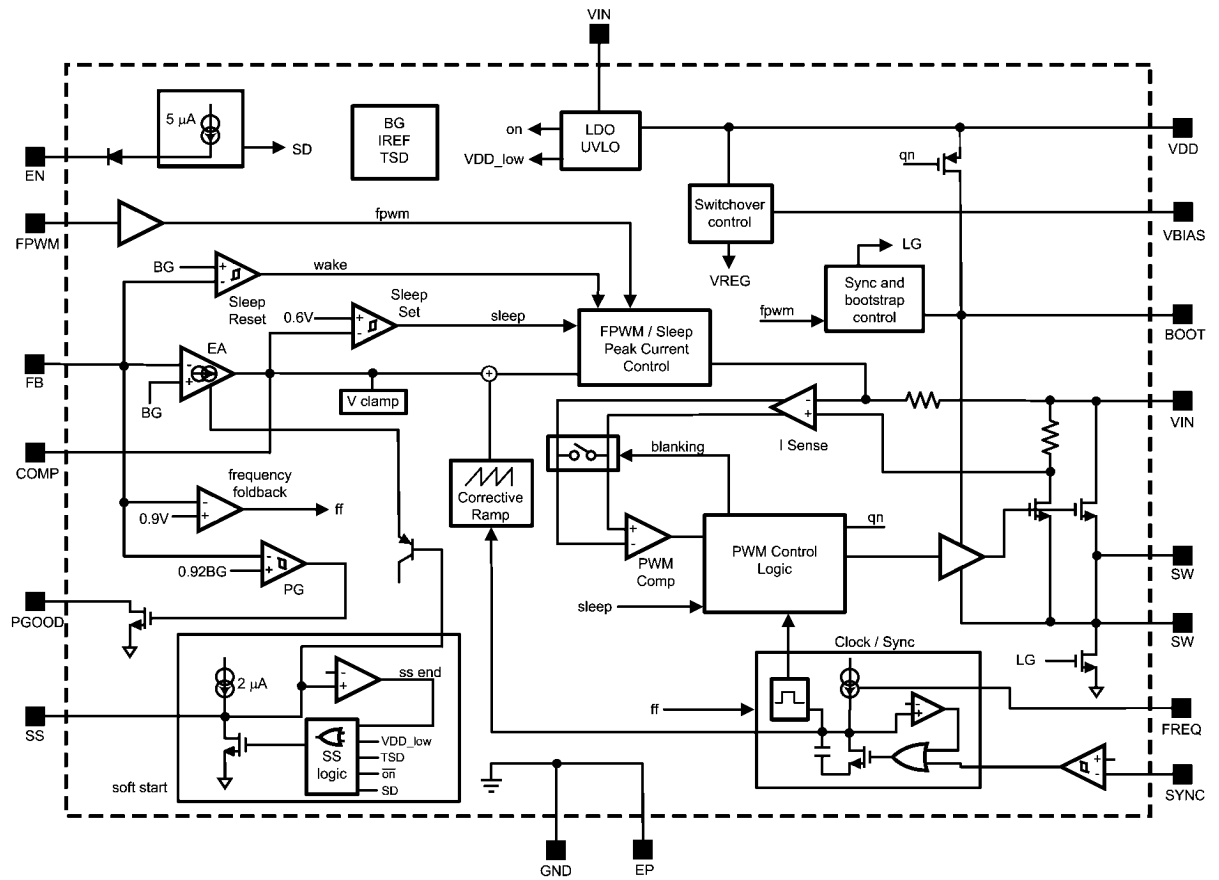 VIN
5 μA
SD
EN
BG
IREF
TSD
on
VDD_low
LDO
UVLO
qn
VDD
FPWM
fpwm
Switchover
control
VBIAS
VREG
LG
BG
+
-
wake
Sleep
Reset
Sleep
Set
0.6V
+
-
sleep
fpwm
Sync and
bootstrap
control
BOOT
FPWM / Sleep
Peak Current
Control
EA
FB
-
+
BG
+
V clamp
-
+
I Sense
VIN
COMP
blanking
frequency
foldback
ff
0.9V
-
+
Corrective
Ramp
+
-
PWM
Comp
PWM Control
Logic
qn
SW
0.92BG
-
+
PG
PGOOD
sleep
SW
Clock / Sync
LG
2 μA
-
+
ss end
SS
SS
logic
VDD_low
TSD
on
SD
soft start
ff
-
+
FREQ
+
-
SYNC
GND
EP